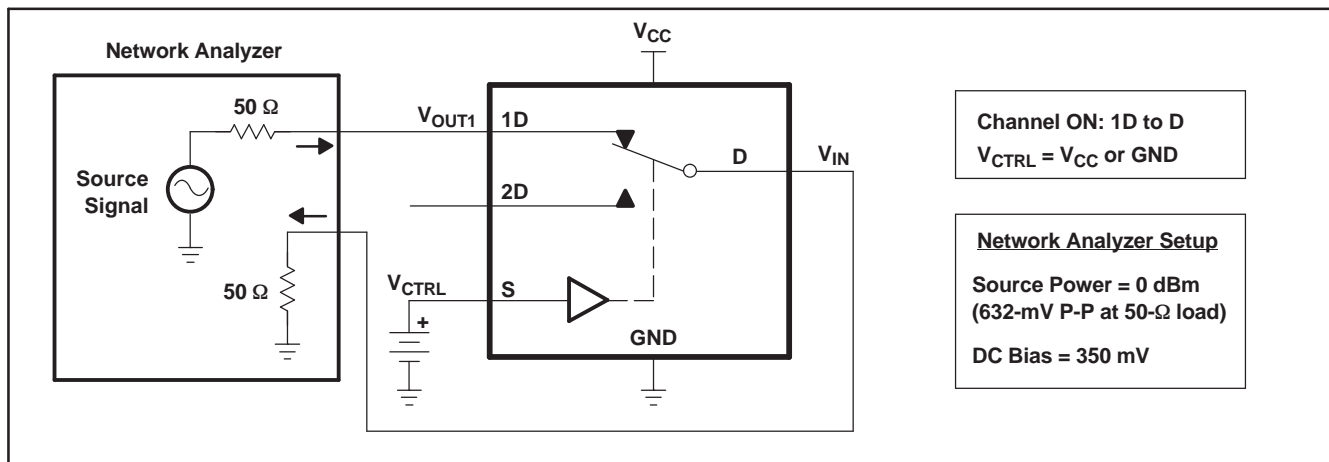 Network Analyzer
50 Ω
Source
Signal
50 Ω
VCC
VOUT1
1D
2D
D
VIN
VCTRL
S
+
GND
Channel ON: 1D to D
VCTRL = VCC or GND
Network Analyzer Setup
Source Power = 0 dBm
(632-mV P-P at 50-Ω load)
DC Bias = 350 mV